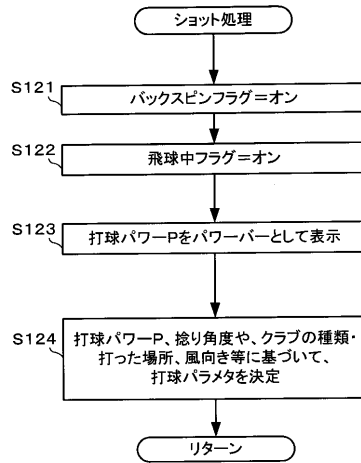 ショット処理
S121
バックスピンフラグ=オン
S122
飛球中フラグ=オン
S123
打球パワーPをパワーバーとして表示
S124
打球パワーP、捻り角度や、クラブの種類・
打った場所、風向き等に基づいて、
打球パラメタを決定
リターン